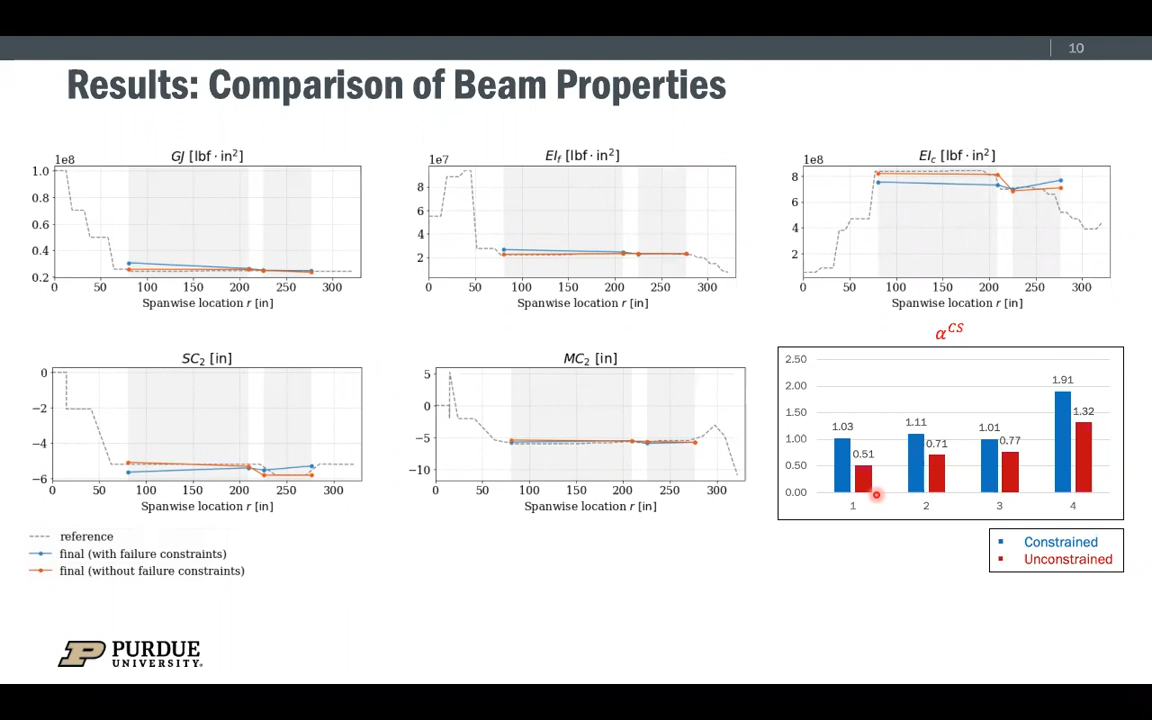 10
Results: Comparison of Beam Properties
GJ [lbf · in²]
1e8
1.0
0.8
0.6
0.4
0.2
0 50 100 150 200 250 300
Spanwise location r [in]
EI_f [lbf · in²]
1e7
8
6
4
2
0 50 100 150 200 250 300
Spanwise location r [in]
EI_c [lbf · in²]
1e8
8
6
4
2
0 50 100 150 200 250 300
Spanwise location r [in]
SC₂ [in]
0
−2
−4
−6
0 50 100 150 200 250 300
Spanwise location r [in]
MC₂ [in]
5
0
−5
−10
0 50 100 150 200 250 300
Spanwise location r [in]
α^CS
2.50
2.00
1.50
1.00
0.50
0.00
1.03 0.51 1.11 0.71 1.01 0.77 1.91 1.32
1 2 3 4
reference
final (with failure constraints)
final (without failure constraints)
Constrained
Unconstrained
PURDUE
UNIVERSITY®